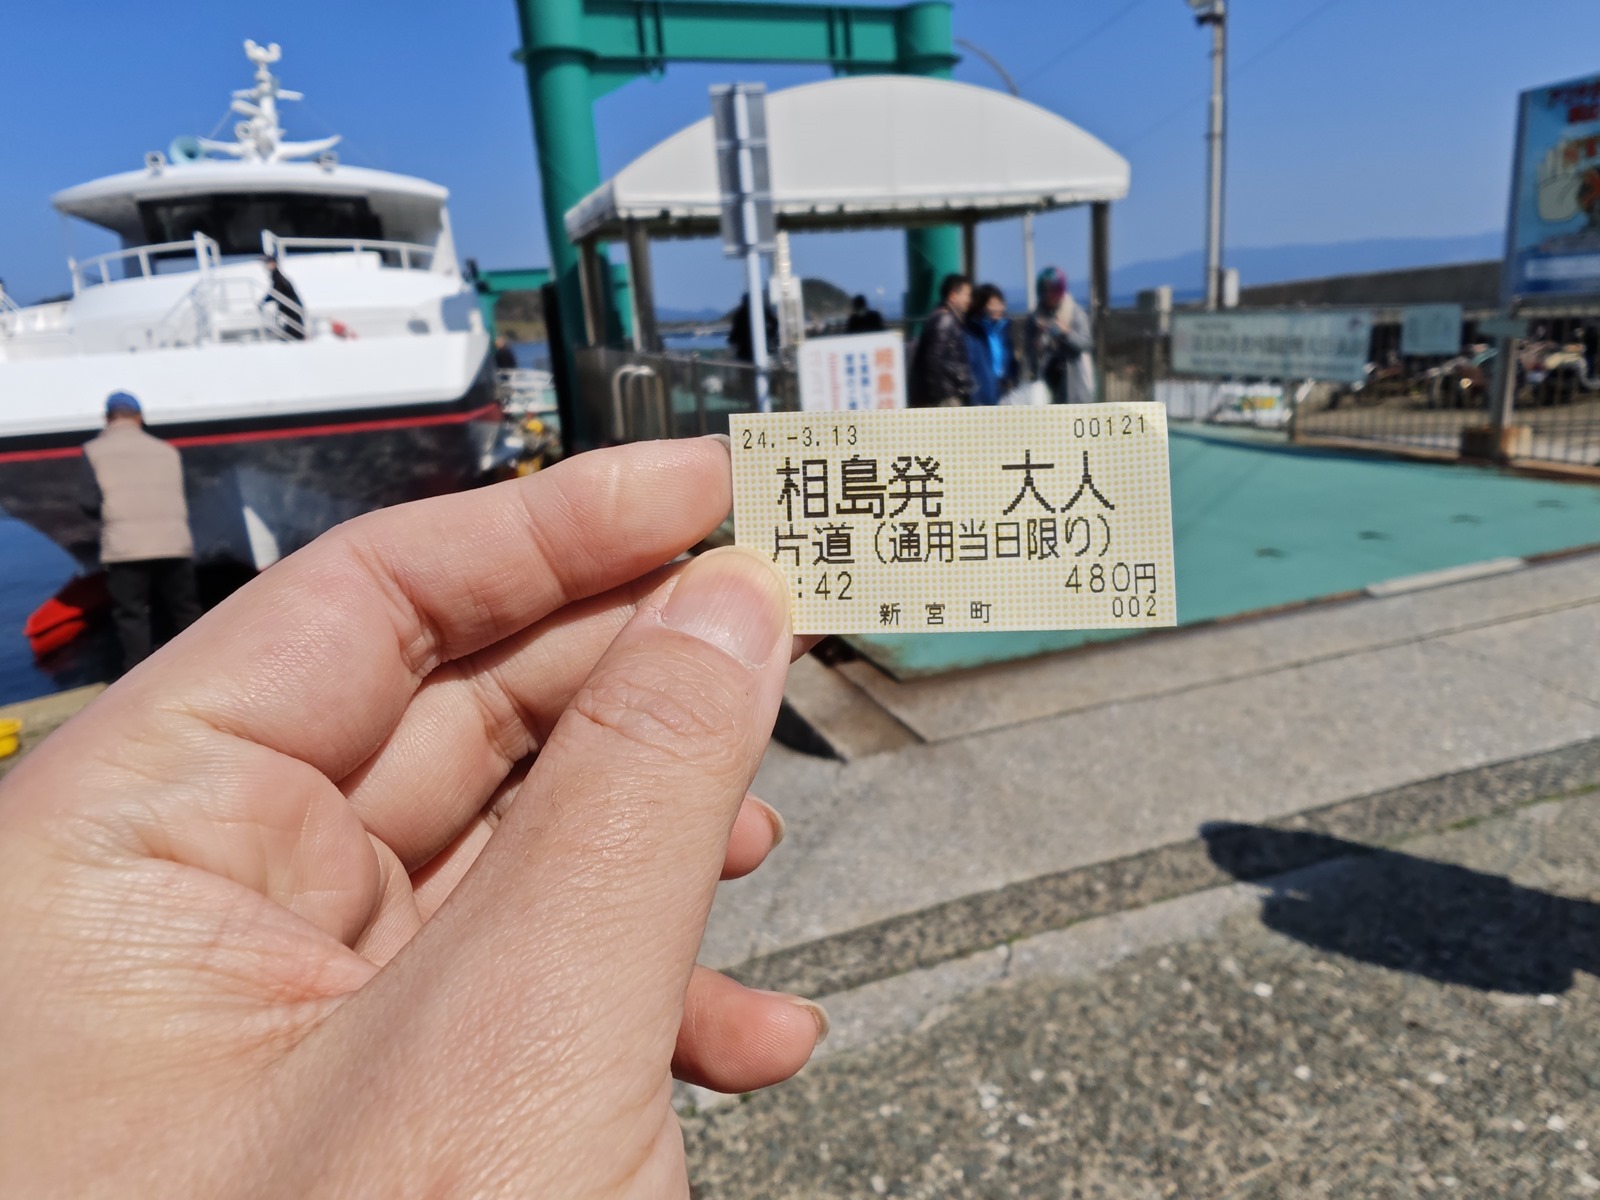 24.-3.13 00121
相島発 大人
片道(通用当日限り)
:42 480円
新宮町 002